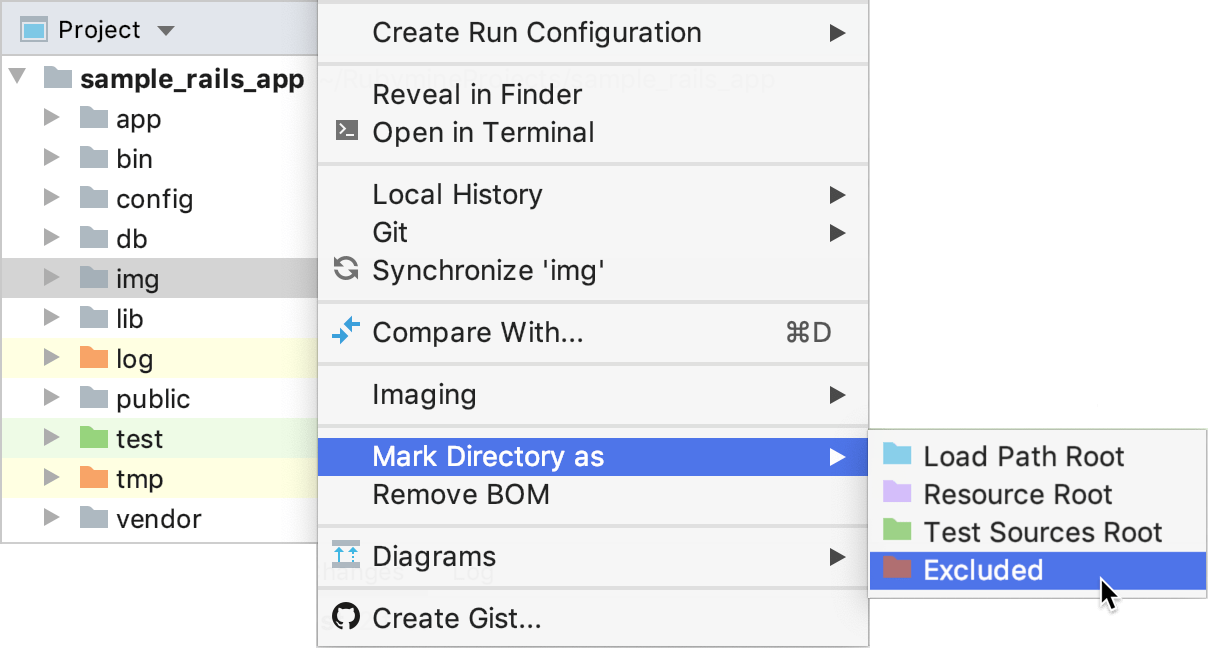 Project
sample_rails_app
app
bin
config
db
img
lib
log
public
test
tmp
vendor
Create Run Configuration
Reveal in Finder
Open in Terminal
Local History
Git
Synchronize 'img'
Compare With... ⌘D
Imaging
Mark Directory as
Remove BOM
Diagrams
Create Gist...
Load Path Root
Resource Root
Test Sources Root
Excluded